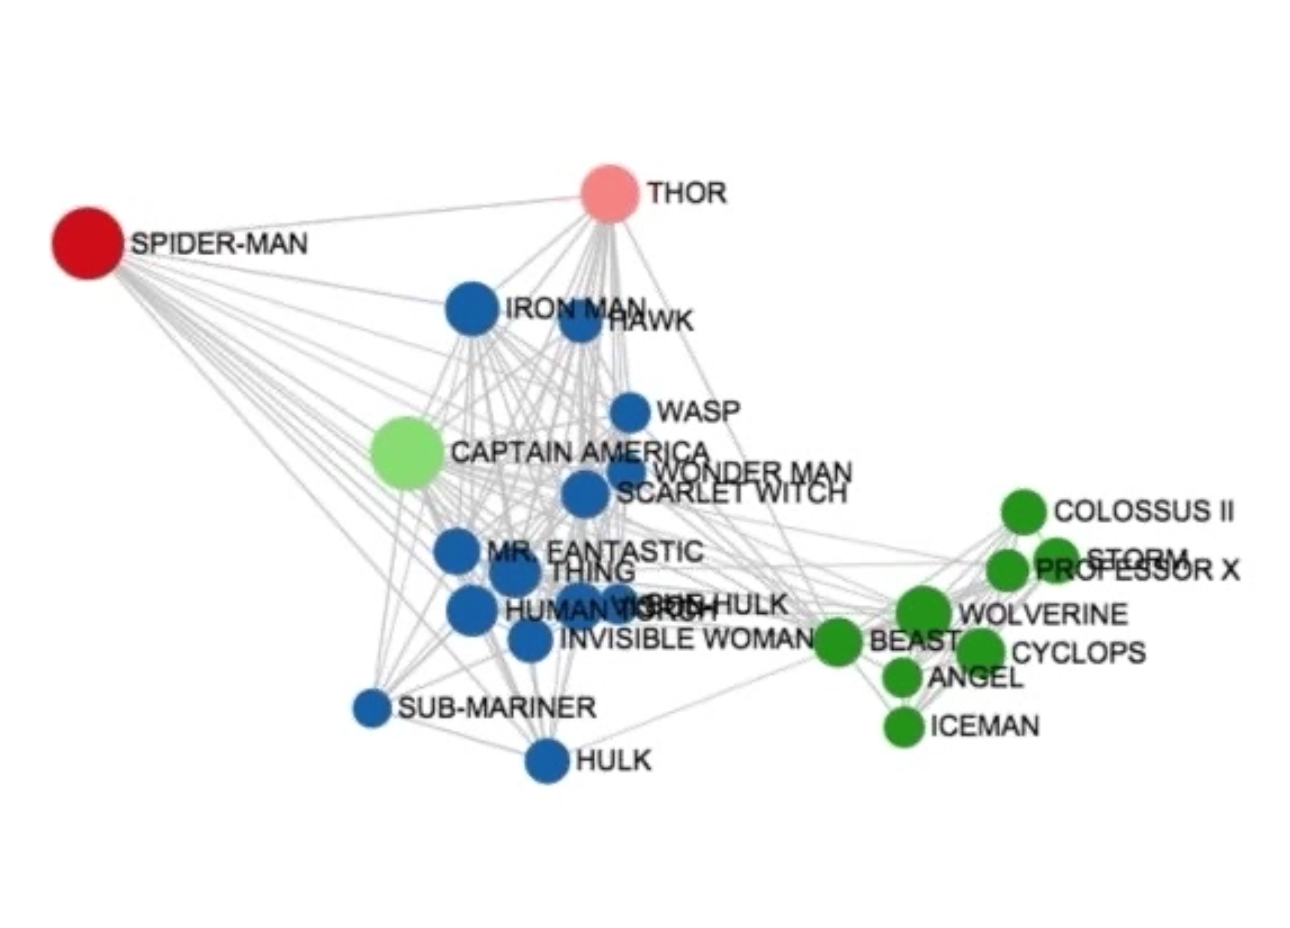 THOR
SPIDER-MAN
IRON MAN
HAWK
WASP
CAPTAIN AMERICA
WONDER MAN
SCARLET WITCH
COLOSSUS II
MR. FANTASTIC
STORM
THING
PROFESSOR X
HULK
HUMAN TORCH
WOLVERINE
INVISIBLE WOMAN
BEAST
CYCLOPS
ANGEL
SUB-MARINER
ICEMAN
HULK